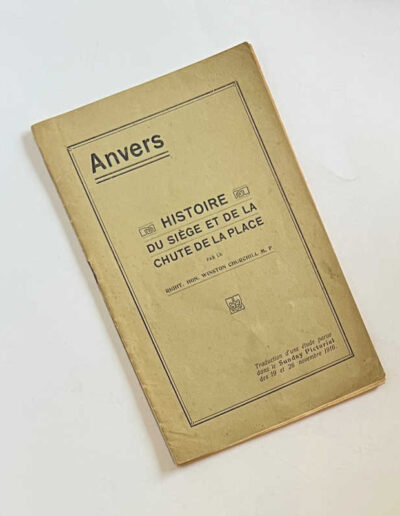 Anvers
HISTOIRE
DU SIÈGE ET DE LA
CHUTE DE LA PLACE
PAR LE
RIGHT. HON. WINSTON CHURCHILL M. P
Traduction d'une étude parue
dans le Sunday Pictorial
des 19 et 26 novembre 1916